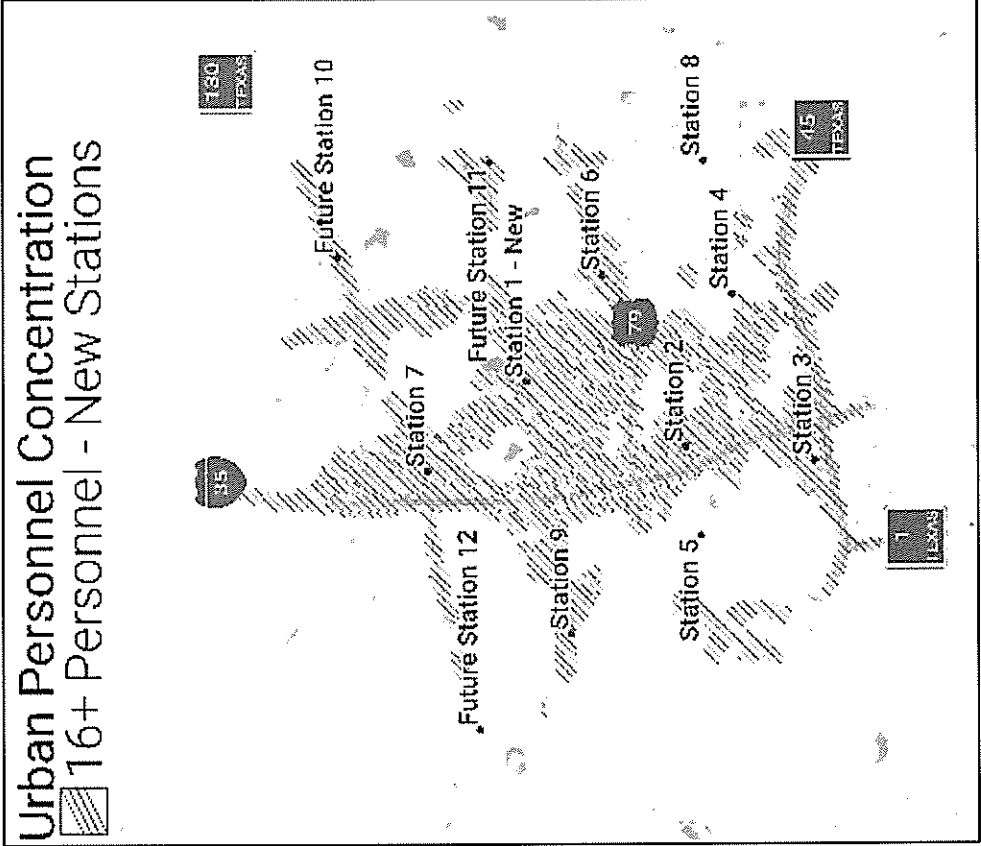 Urban Personnel Concentration
16+ Personnel - New Stations
35
130
TEXAS
Future Station 10
Station 7
Future Station 11
Station 1 - New
Future Station 12
Station 9
Station 6
79
Station 8
Station 2
Station 4
Station 5
Station 3
45
TEXAS
1
TEXAS